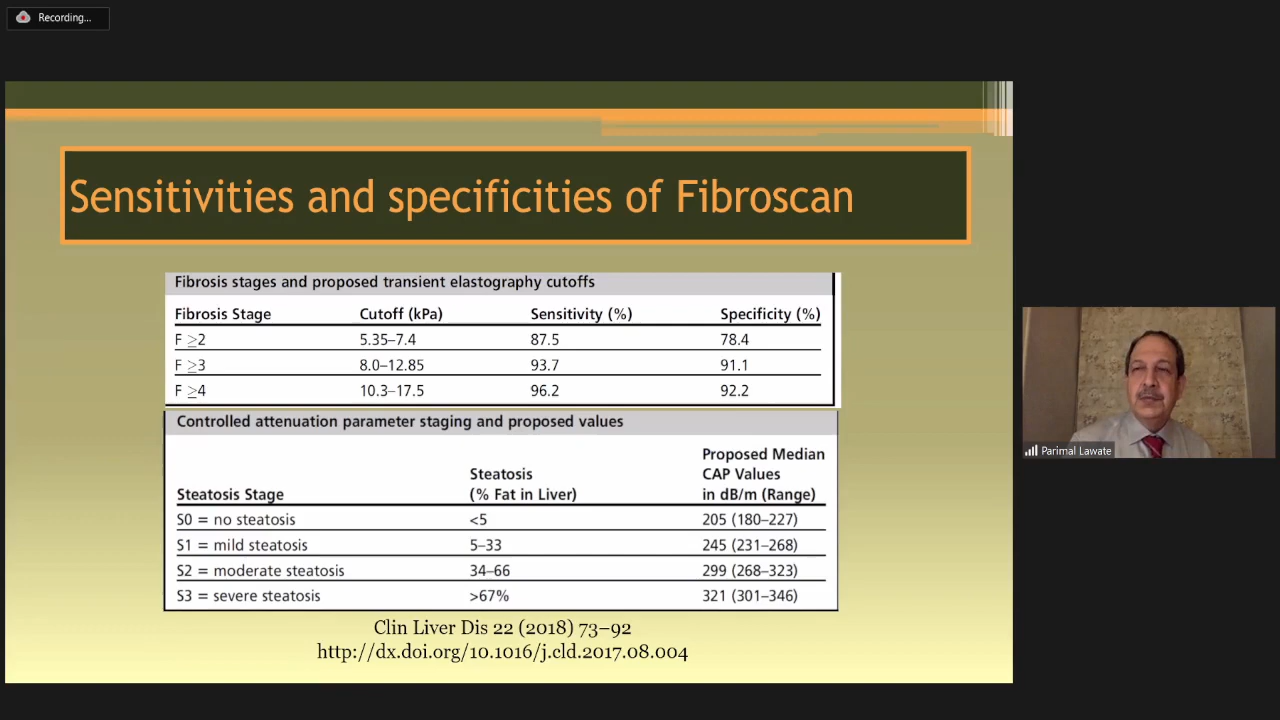 Recording...
Sensitivities and specificities of Fibroscan
Fibrosis stages and proposed transient elastography cutoffs
Fibrosis Stage Cutoff (kPa) Sensitivity (%) Specificity (%)
F ≥2 5.35–7.4 87.5 78.4
F ≥3 8.0–12.85 93.7 91.1
F ≥4 10.3–17.5 96.2 92.2
Controlled attenuation parameter staging and proposed values
Proposed Median
Steatosis CAP Values
Steatosis Stage (% Fat in Liver) in dB/m (Range)
S0 = no steatosis <5 205 (180–227)
S1 = mild steatosis 5–33 245 (231–268)
S2 = moderate steatosis 34–66 299 (268–323)
S3 = severe steatosis >67% 321 (301–346)
Clin Liver Dis 22 (2018) 73–92
http://dx.doi.org/10.1016/j.cld.2017.08.004
Parimal Lawate